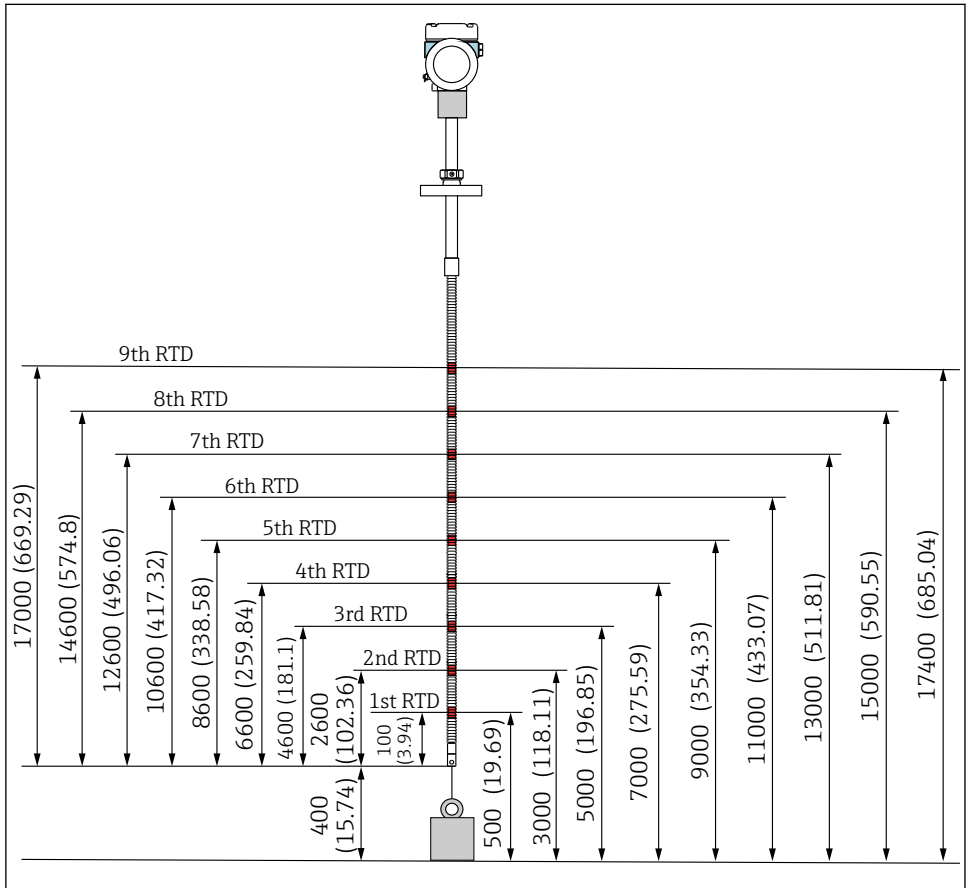 9th RTD
8th RTD
7th RTD
6th RTD
5th RTD
4th RTD
3rd RTD
2nd RTD
1st RTD
17000 (669.29)
14600 (574.8)
12600 (496.06)
10600 (417.32)
8600 (338.58)
6600 (259.84)
4600 (181.1)
2600
(102.36)
100
(3.94)
400
(15.74)
500 (19.69)
3000 (118.11)
5000 (196.85)
7000 (275.59)
9000 (354.33)
11000 (433.07)
13000 (511.81)
15000 (590.55)
17400 (685.04)